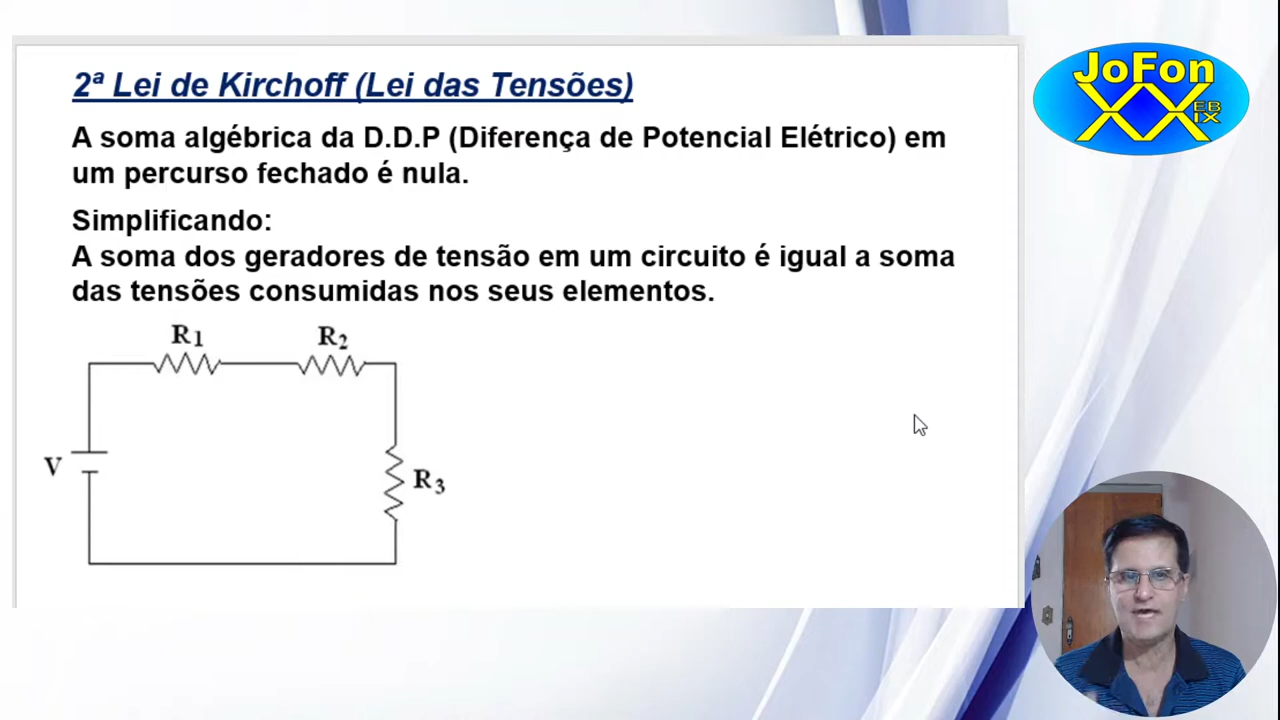 2ª Lei de Kirchoff (Lei das Tensões)
A soma algébrica da D.D.P (Diferença de Potencial Elétrico) em
um percurso fechado é nula.
Simplificando:
A soma dos geradores de tensão em um circuito é igual a soma
das tensões consumidas nos seus elementos.
R1
R2
V
R3
JoFon
EB
IX